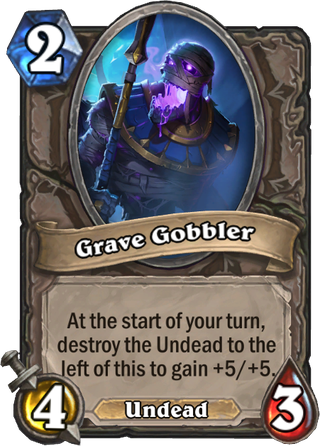 2
Grave Gobbler
At the start of your turn,
destroy the Undead to the
left of this to gain +5/+5.
4
Undead
3